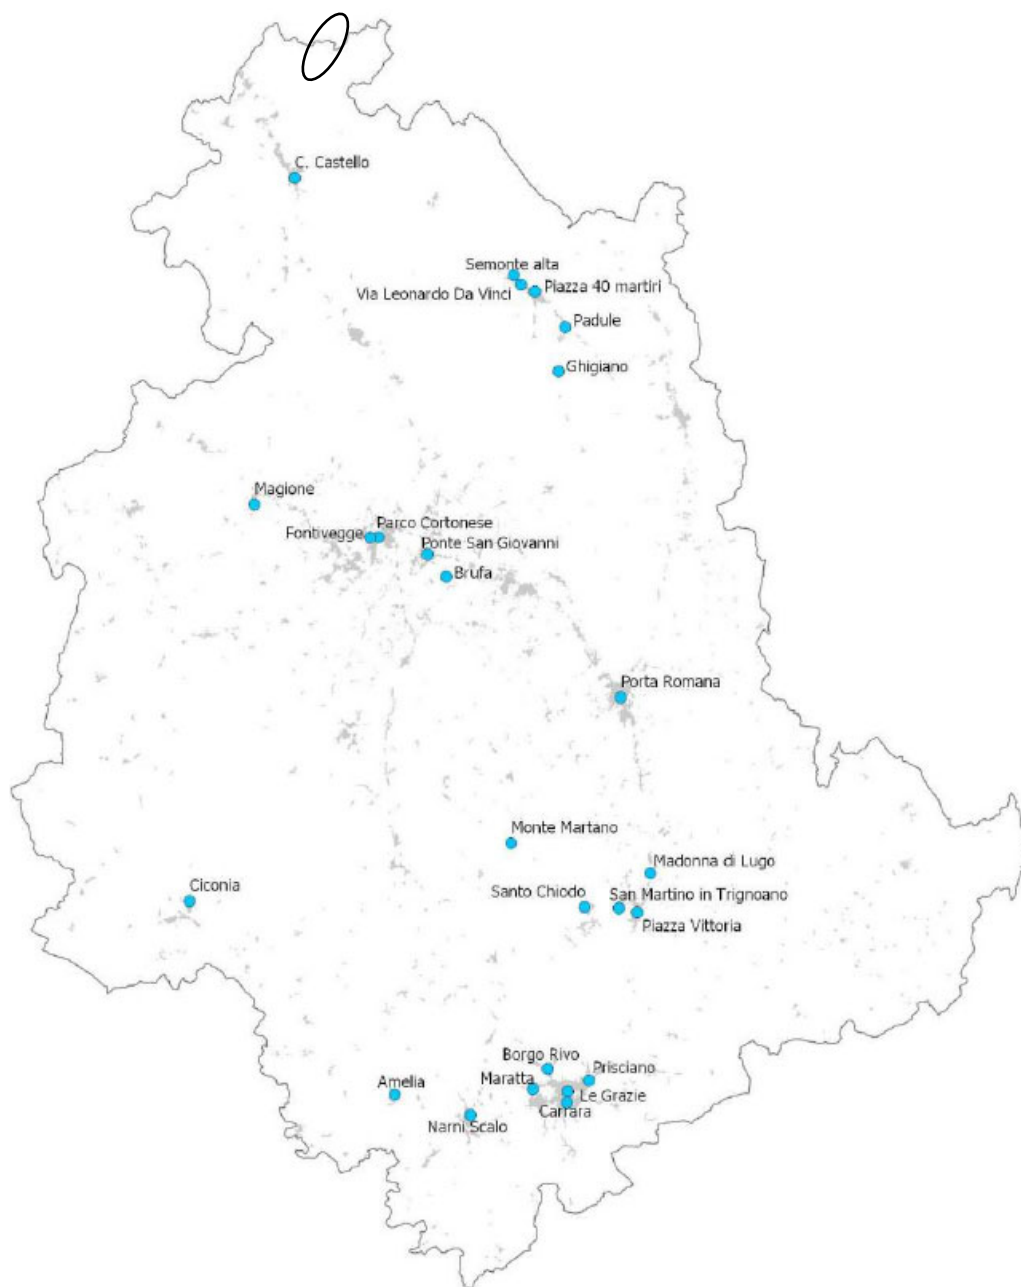 C. Castello
Semonte alta
Via Leonardo Da Vinci
Piazza 40 martiri
Padule
Ghigiano
Magione
Parco Cortonese
Fontivegge
Ponte San Giovanni
Brufa
Porta Romana
Monte Martano
Madonna di Lugo
Ciconia
Santo Chiodo
San Martino in Trignoano
Piazza Vittoria
Borgo Rivo
Prisciano
Maratta
Amelia
Le Grazie
Carrara
Narni Scalo